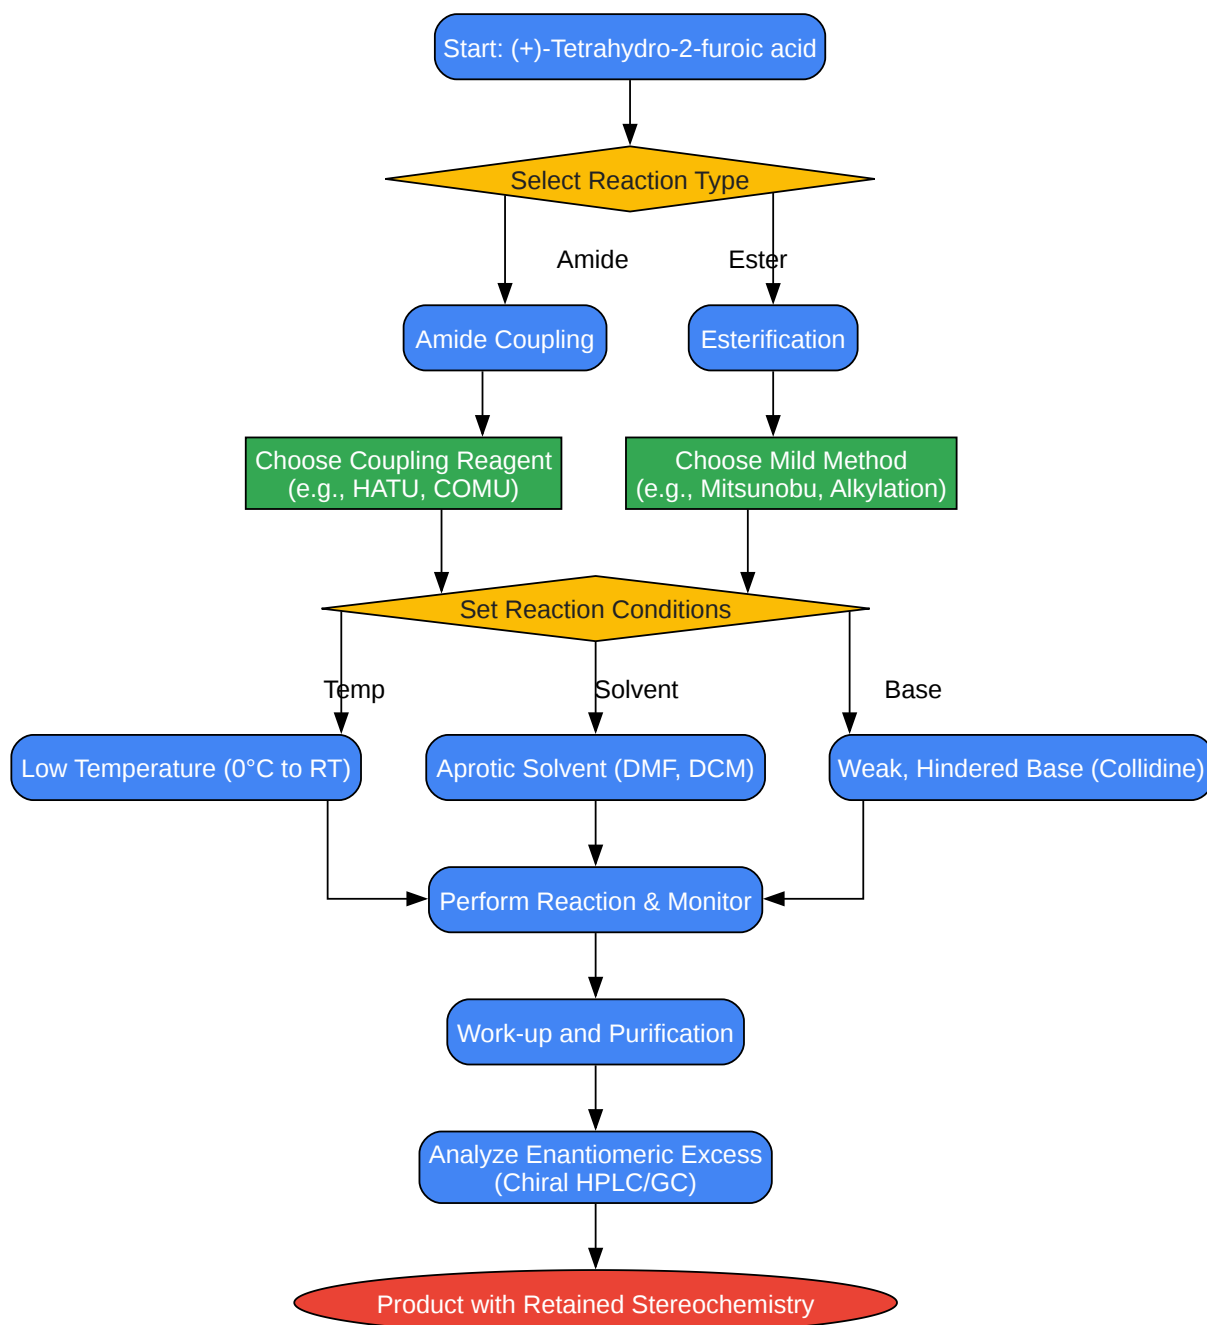 Start: (+)-Tetrahydro-2-furoic acid
Select Reaction Type
Amide
Ester
Amide Coupling
Esterification
Choose Coupling Reagent
(e.g., HATU, COMU)
Choose Mild Method
(e.g., Mitsunobu, Alkylation)
Set Reaction Conditions
Temp
Solvent
Base
Low Temperature (0°C to RT)
Aprotic Solvent (DMF, DCM)
Weak, Hindered Base (Collidine)
Perform Reaction & Monitor
Work-up and Purification
Analyze Enantiomeric Excess
(Chiral HPLC/GC)
Product with Retained Stereochemistry